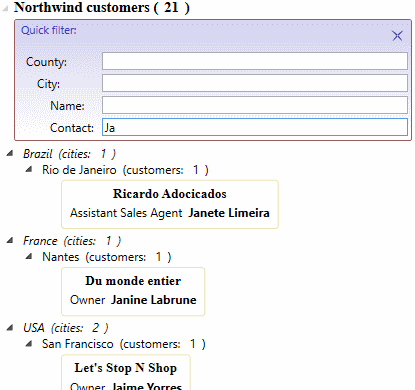 Northwind customers ( 21 )
Quick filter:
County:
City:
Name:
Contact: Ja
Brazil (cities: 1 )
Rio de Janeiro (customers: 1 )
Ricardo Adocicados
Assistant Sales Agent Janete Limeira
France (cities: 1 )
Nantes (customers: 1 )
Du monde entier
Owner Janine Labrune
USA (cities: 2 )
San Francisco (customers: 1 )
Let's Stop N Shop
Owner Jaime Yorres